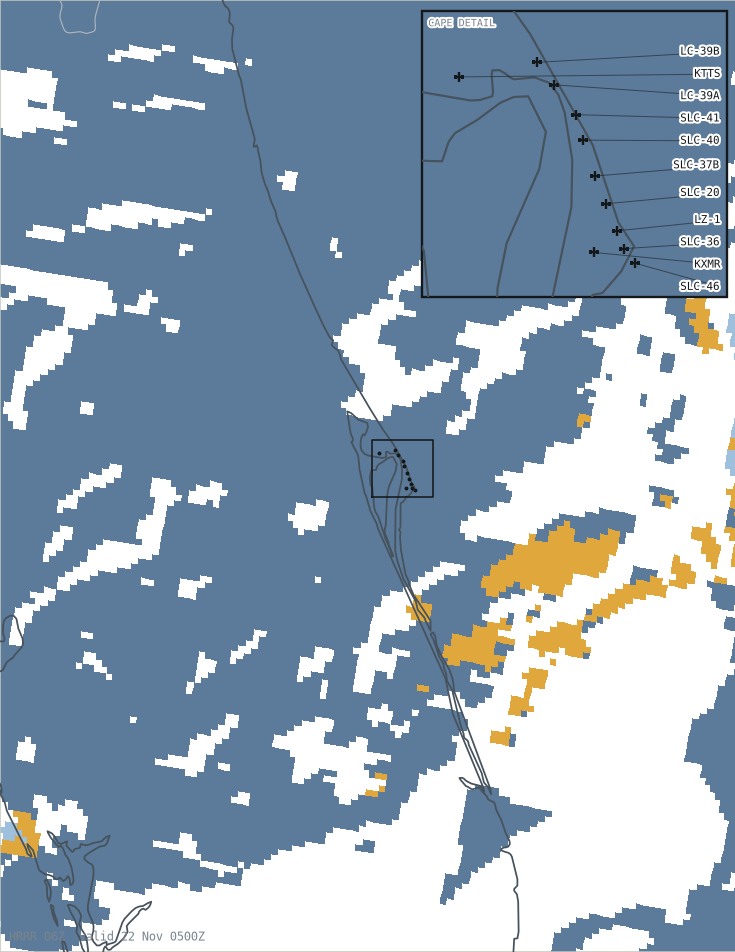 CAPE DETAIL
LC-39B
KTTS
LC-39A
SLC-41
SLC-40
SLC-37B
SLC-20
LZ-1
SLC-36
KXMR
SLC-46
HRRR 06Z valid 22 Nov 0500Z